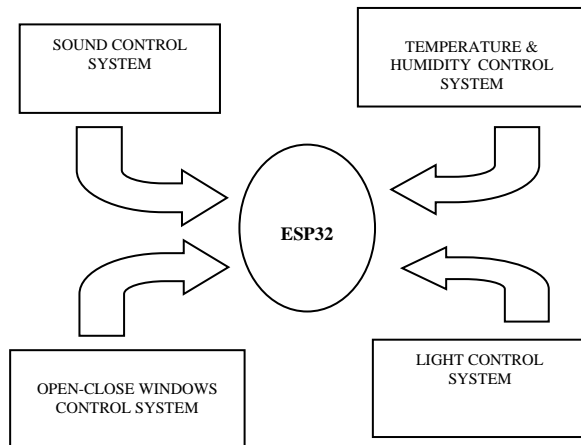 SOUND CONTROL
SYSTEM
TEMPERATURE &
HUMIDITY CONTROL
SYSTEM
ESP32
OPEN-CLOSE WINDOWS
CONTROL SYSTEM
LIGHT CONTROL
SYSTEM